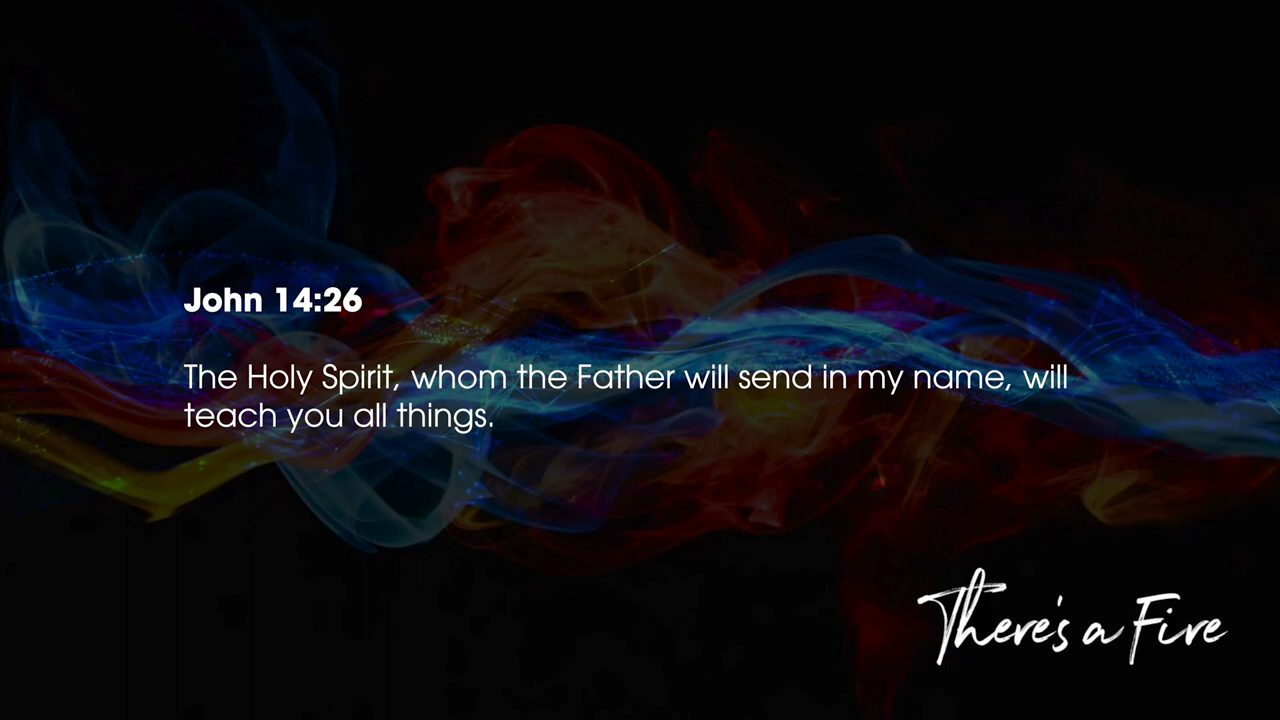 John 14:26
The Holy Spirit, whom the Father will send in my name, will
teach you all things.
There's a Fire